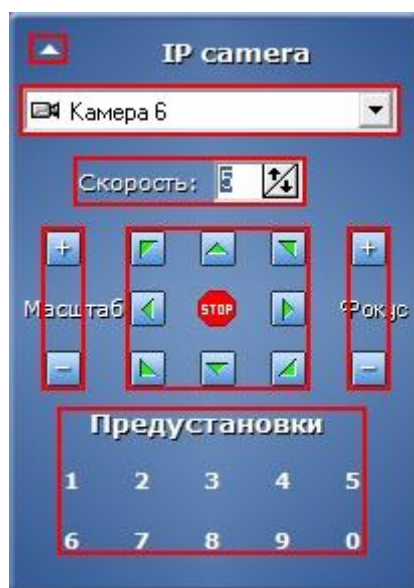 IP camera
Камера 6
Скорость: 5
+ +
Масштаб STOP Фокус
- -
Предустановки
1 2 3 4 5
6 7 8 9 0